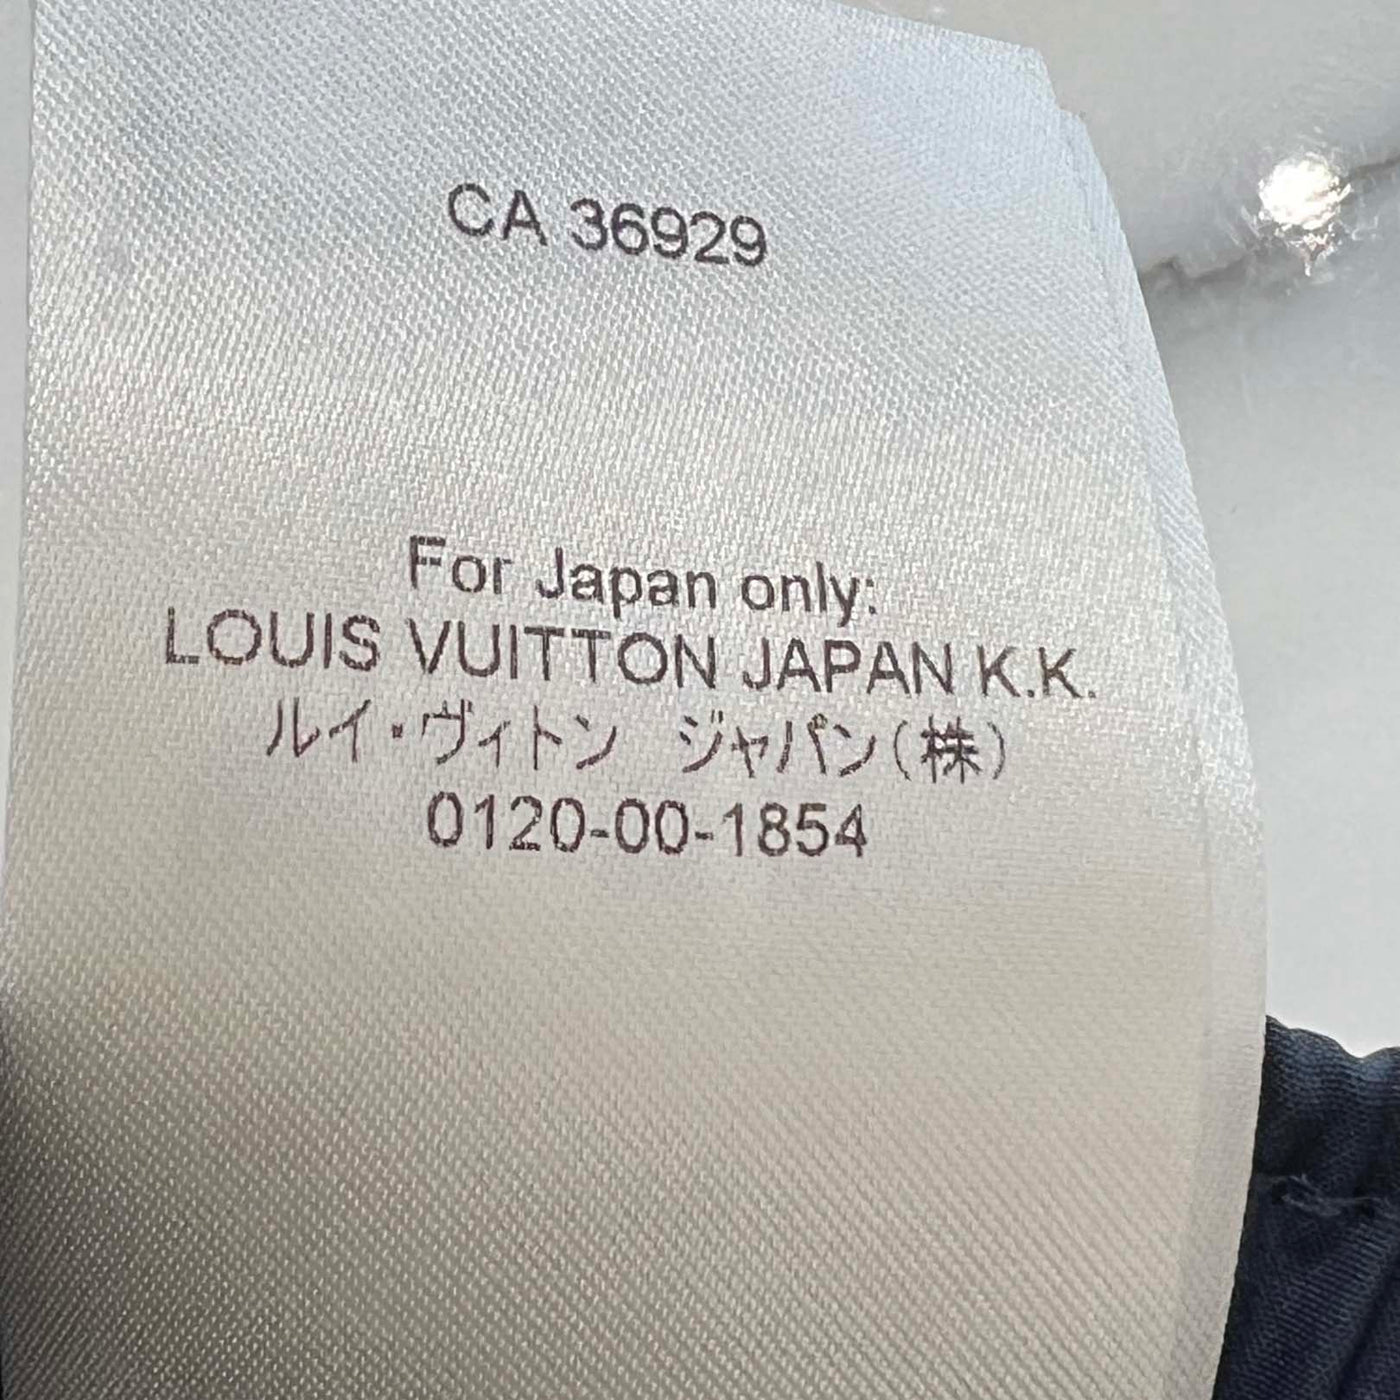 CA 36929
For Japan only:
LOUIS VUITTON JAPAN K.K.
ルイ・ヴィトン　ジャパン(株)
0120-00-1854